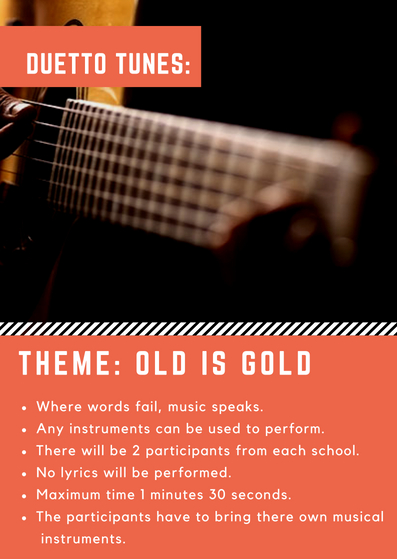 DUETTO TUNES:
THEME: OLD IS GOLD
• Where words fail, music speaks.
• Any instruments can be used to perform.
• There will be 2 participants from each school.
• No lyrics will be performed.
• Maximum time 1 minutes 30 seconds.
• The participants have to bring there own musical
instruments.